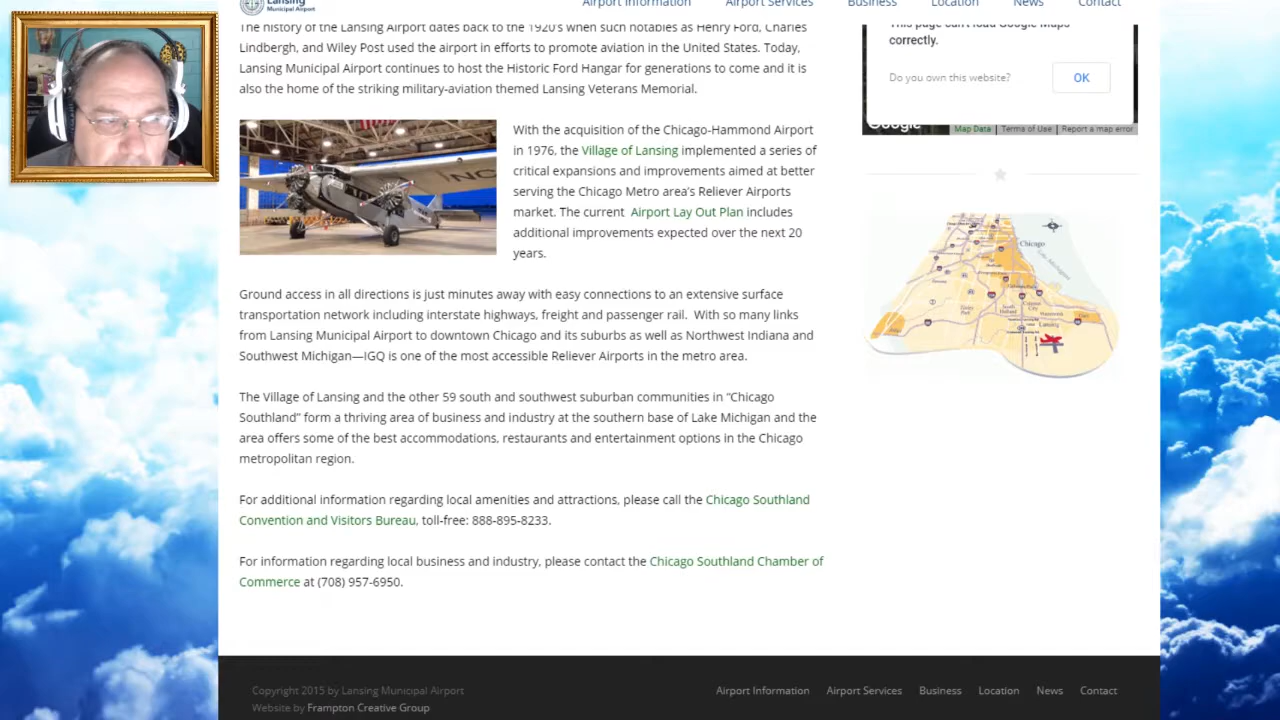 Lansing
Municipal Airport
Airport Information Airport Services Business Location News Contact
The history of the Lansing Airport dates back to the 1920's when such notables as Henry Ford, Charles
Lindbergh, and Wiley Post used the airport in efforts to promote aviation in the United States. Today,
Lansing Municipal Airport continues to host the Historic Ford Hangar for generations to come and it is
also the home of the striking military-aviation themed Lansing Veterans Memorial.
With the acquisition of the Chicago-Hammond Airport
in 1976, the Village of Lansing implemented a series of
critical expansions and improvements aimed at better
serving the Chicago Metro area's Reliever Airports
market. The current Airport Lay Out Plan includes
additional improvements expected over the next 20
years.
Ground access in all directions is just minutes away with easy connections to an extensive surface
transportation network including interstate highways, freight and passenger rail. With so many links
from Lansing Municipal Airport to downtown Chicago and its suburbs as well as Northwest Indiana and
Southwest Michigan—IGQ is one of the most accessible Reliever Airports in the metro area.
The Village of Lansing and the other 59 south and southwest suburban communities in "Chicago
Southland" form a thriving area of business and industry at the southern base of Lake Michigan and the
area offers some of the best accommodations, restaurants and entertainment options in the Chicago
metropolitan region.
For additional information regarding local amenities and attractions, please call the Chicago Southland
Convention and Visitors Bureau, toll-free: 888-895-8233.
For information regarding local business and industry, please contact the Chicago Southland Chamber of
Commerce at (708) 957-6950.
This page can't load Google Maps
correctly.
Do you own this website? OK
Google
Map Data Terms of Use Report a map error
Chicago
Lake Michigan
Lansing
Copyright 2015 by Lansing Municipal Airport
Website by Frampton Creative Group
Airport Information Airport Services Business Location News Contact